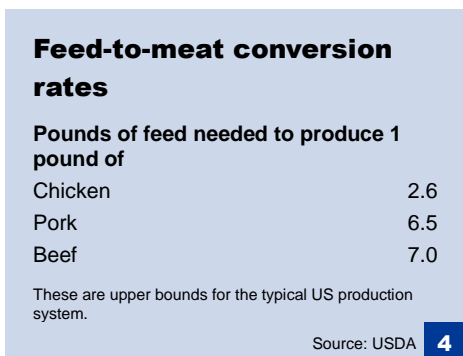 Feed-to-meat conversion
rates
Pounds of feed needed to produce 1
pound of
Chicken 2.6
Pork 6.5
Beef 7.0
These are upper bounds for the typical US production
system.
Source: USDA 4